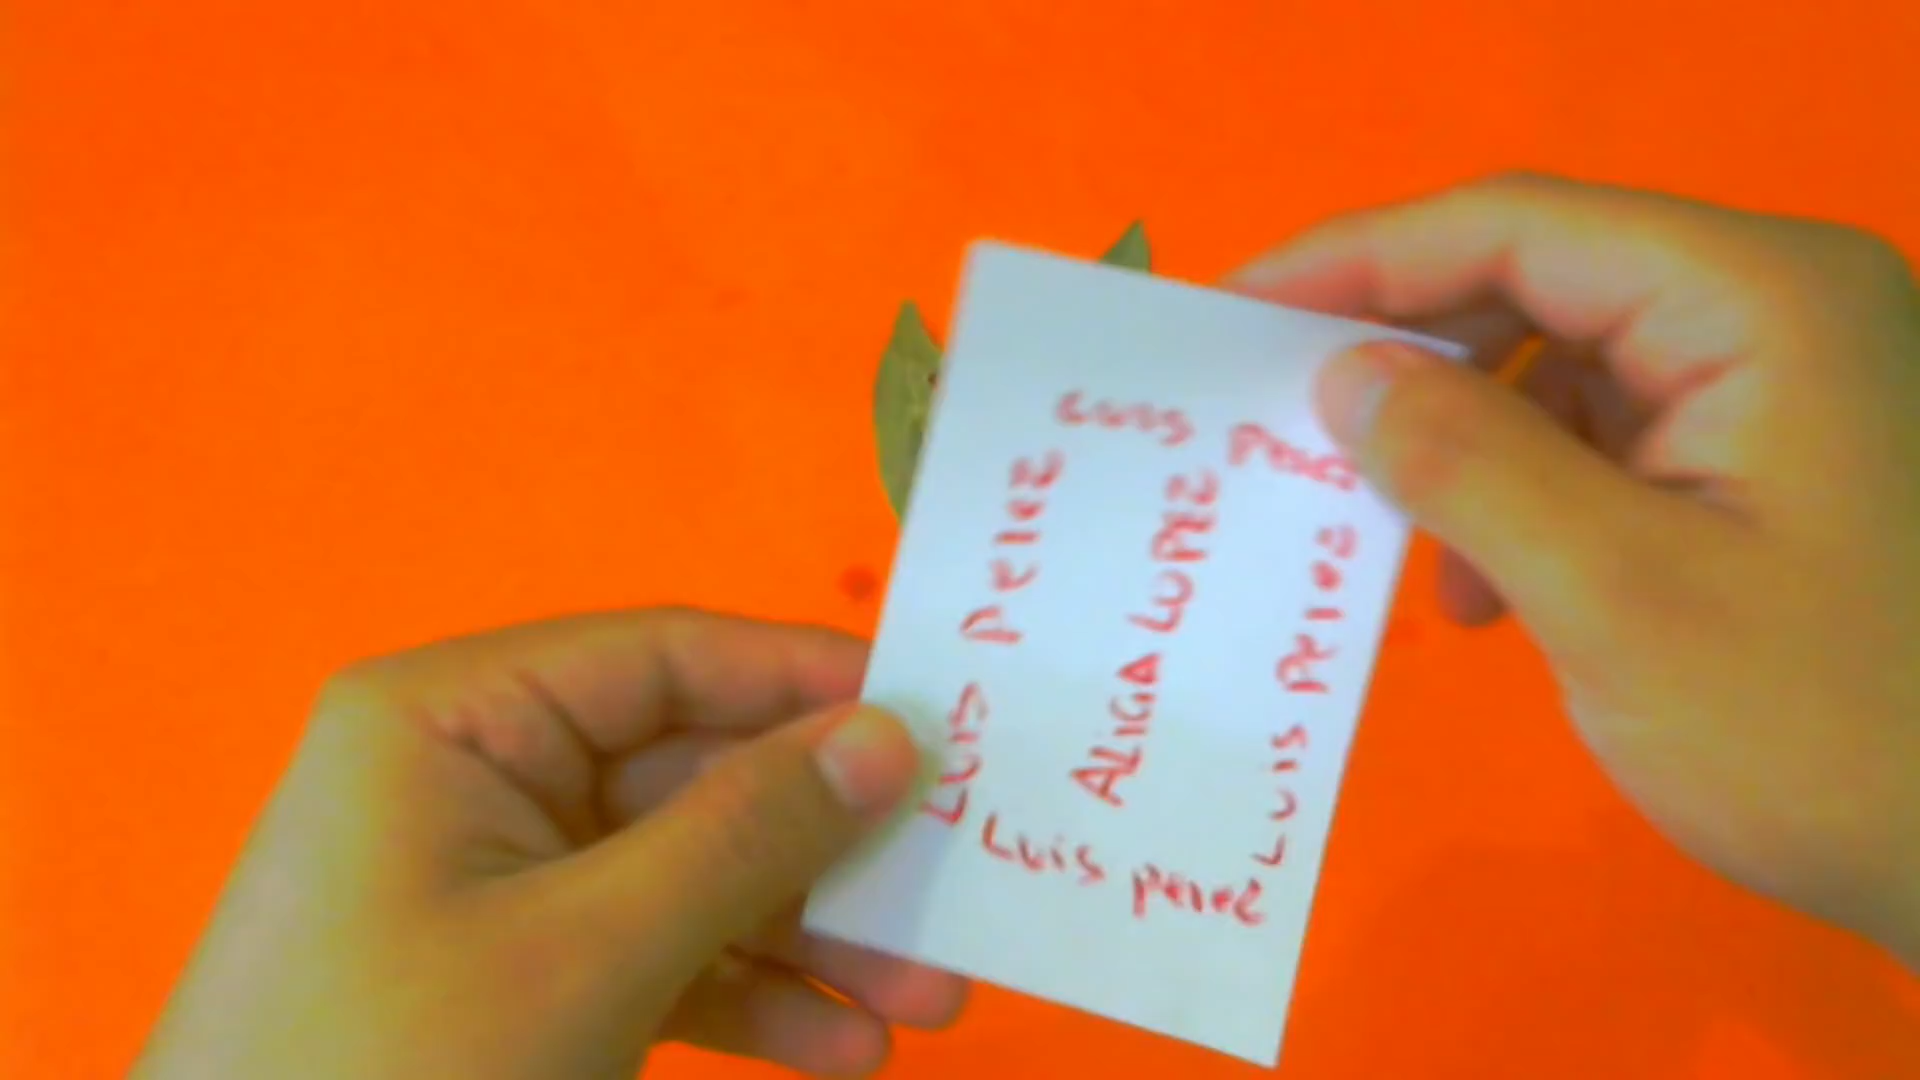 Luis
Perez
LUIS Perez
ALICIA LOPEZ
LUIS Perez
Luis perez